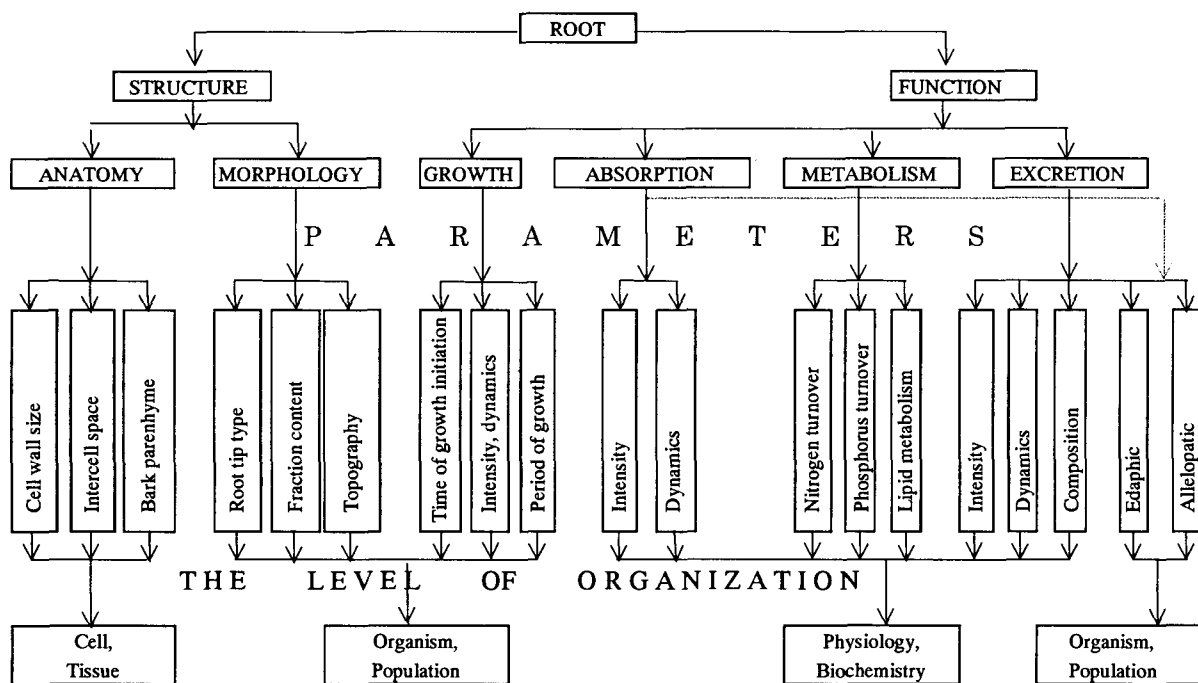 ROOT
STRUCTURE
FUNCTION
ANATOMY
MORPHOLOGY
GROWTH
ABSORPTION
METABOLISM
EXCRETION
P A R A M E T E R S
Cell wall size
Intercell space
Bark parenhyme
Root tip type
Fraction content
Topography
Time of growth initiation
Intensity, dynamics
Period of growth
Intensity
Dynamics
Nitrogen turnover
Phosphorus turnover
Lipid metabolism
Intensity
Dynamics
Composition
Edaphic
Allelopatic
THE LEVEL OF ORGANIZATION
Cell,
Tissue
Organism,
Population
Physiology,
Biochemistry
Organism,
Population